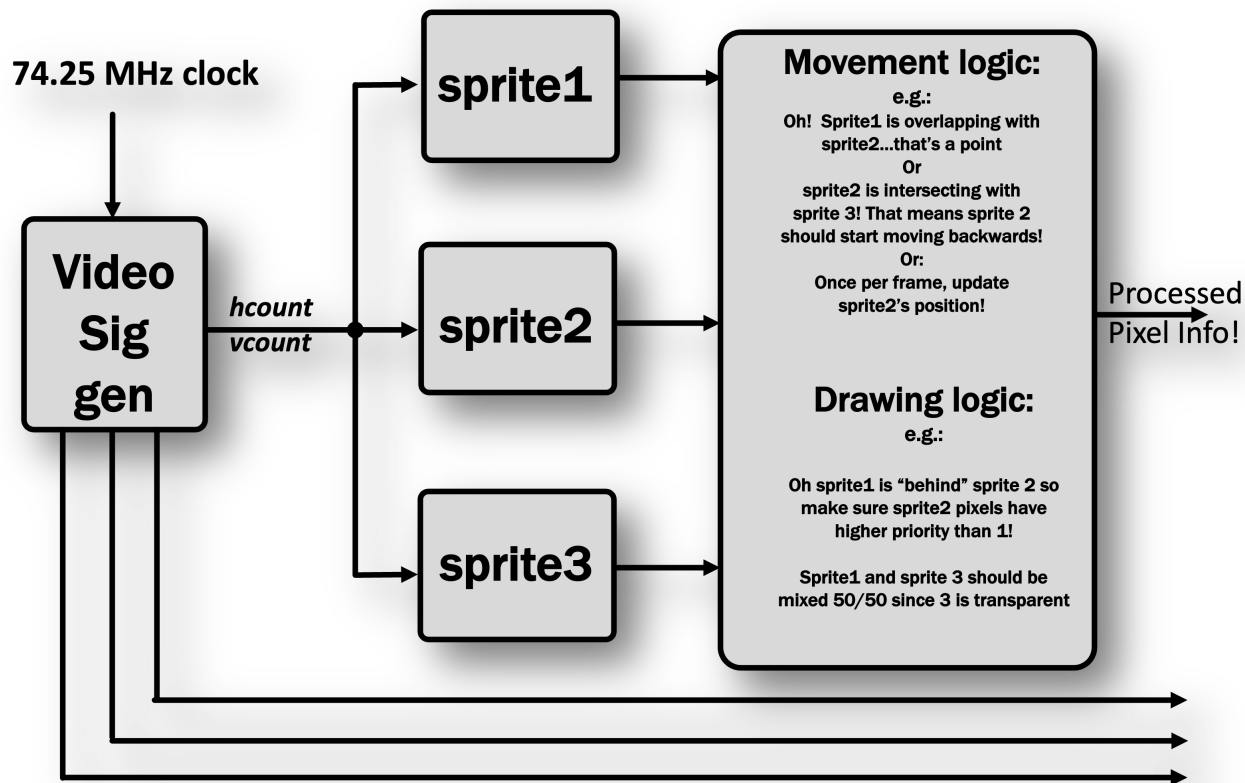 74.25 MHz clock
Video
Sig
gen
hcount
vcount
sprite1
sprite2
sprite3
Movement logic:
e.g.:
Oh! Sprite1 is overlapping with
sprite2...that’s a point
Or
sprite2 is intersecting with
sprite 3! That means sprite 2
should start moving backwards!
Or:
Once per frame, update
sprite2’s position!
Drawing logic:
e.g.:
Oh sprite1 is “behind” sprite 2 so
make sure sprite2 pixels have
higher priority than 1!
Sprite1 and sprite 3 should be
mixed 50/50 since 3 is transparent
Processed
Pixel Info!